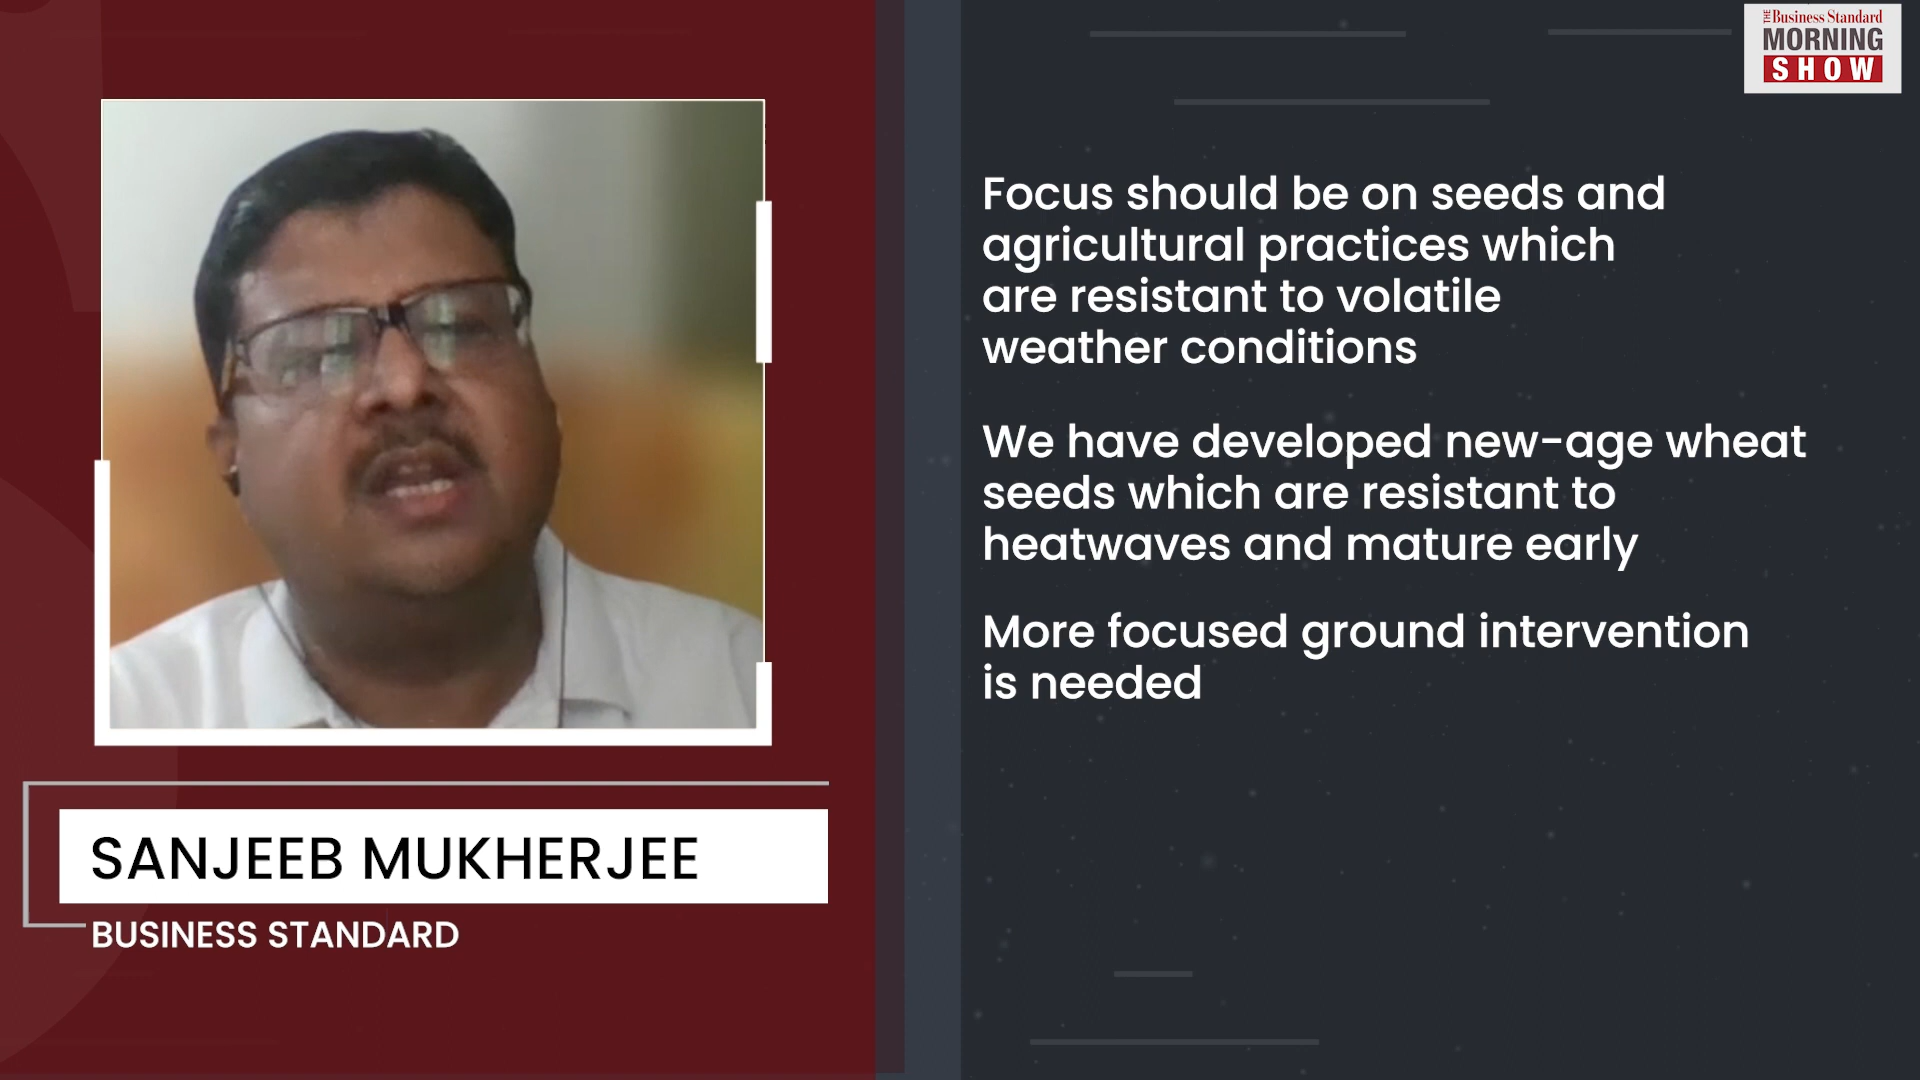 THE Business Standard
MORNING
SHOW
Focus should be on seeds and
agricultural practices which
are resistant to volatile
weather conditions
We have developed new-age wheat
seeds which are resistant to
heatwaves and mature early
More focused ground intervention
is needed
SANJEEB MUKHERJEE
BUSINESS STANDARD